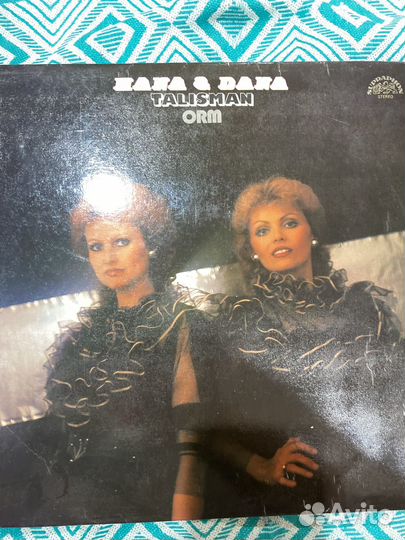 HANA & DANA
TALISMAN
ORM
SUPRAPHON
STEREO
Avito